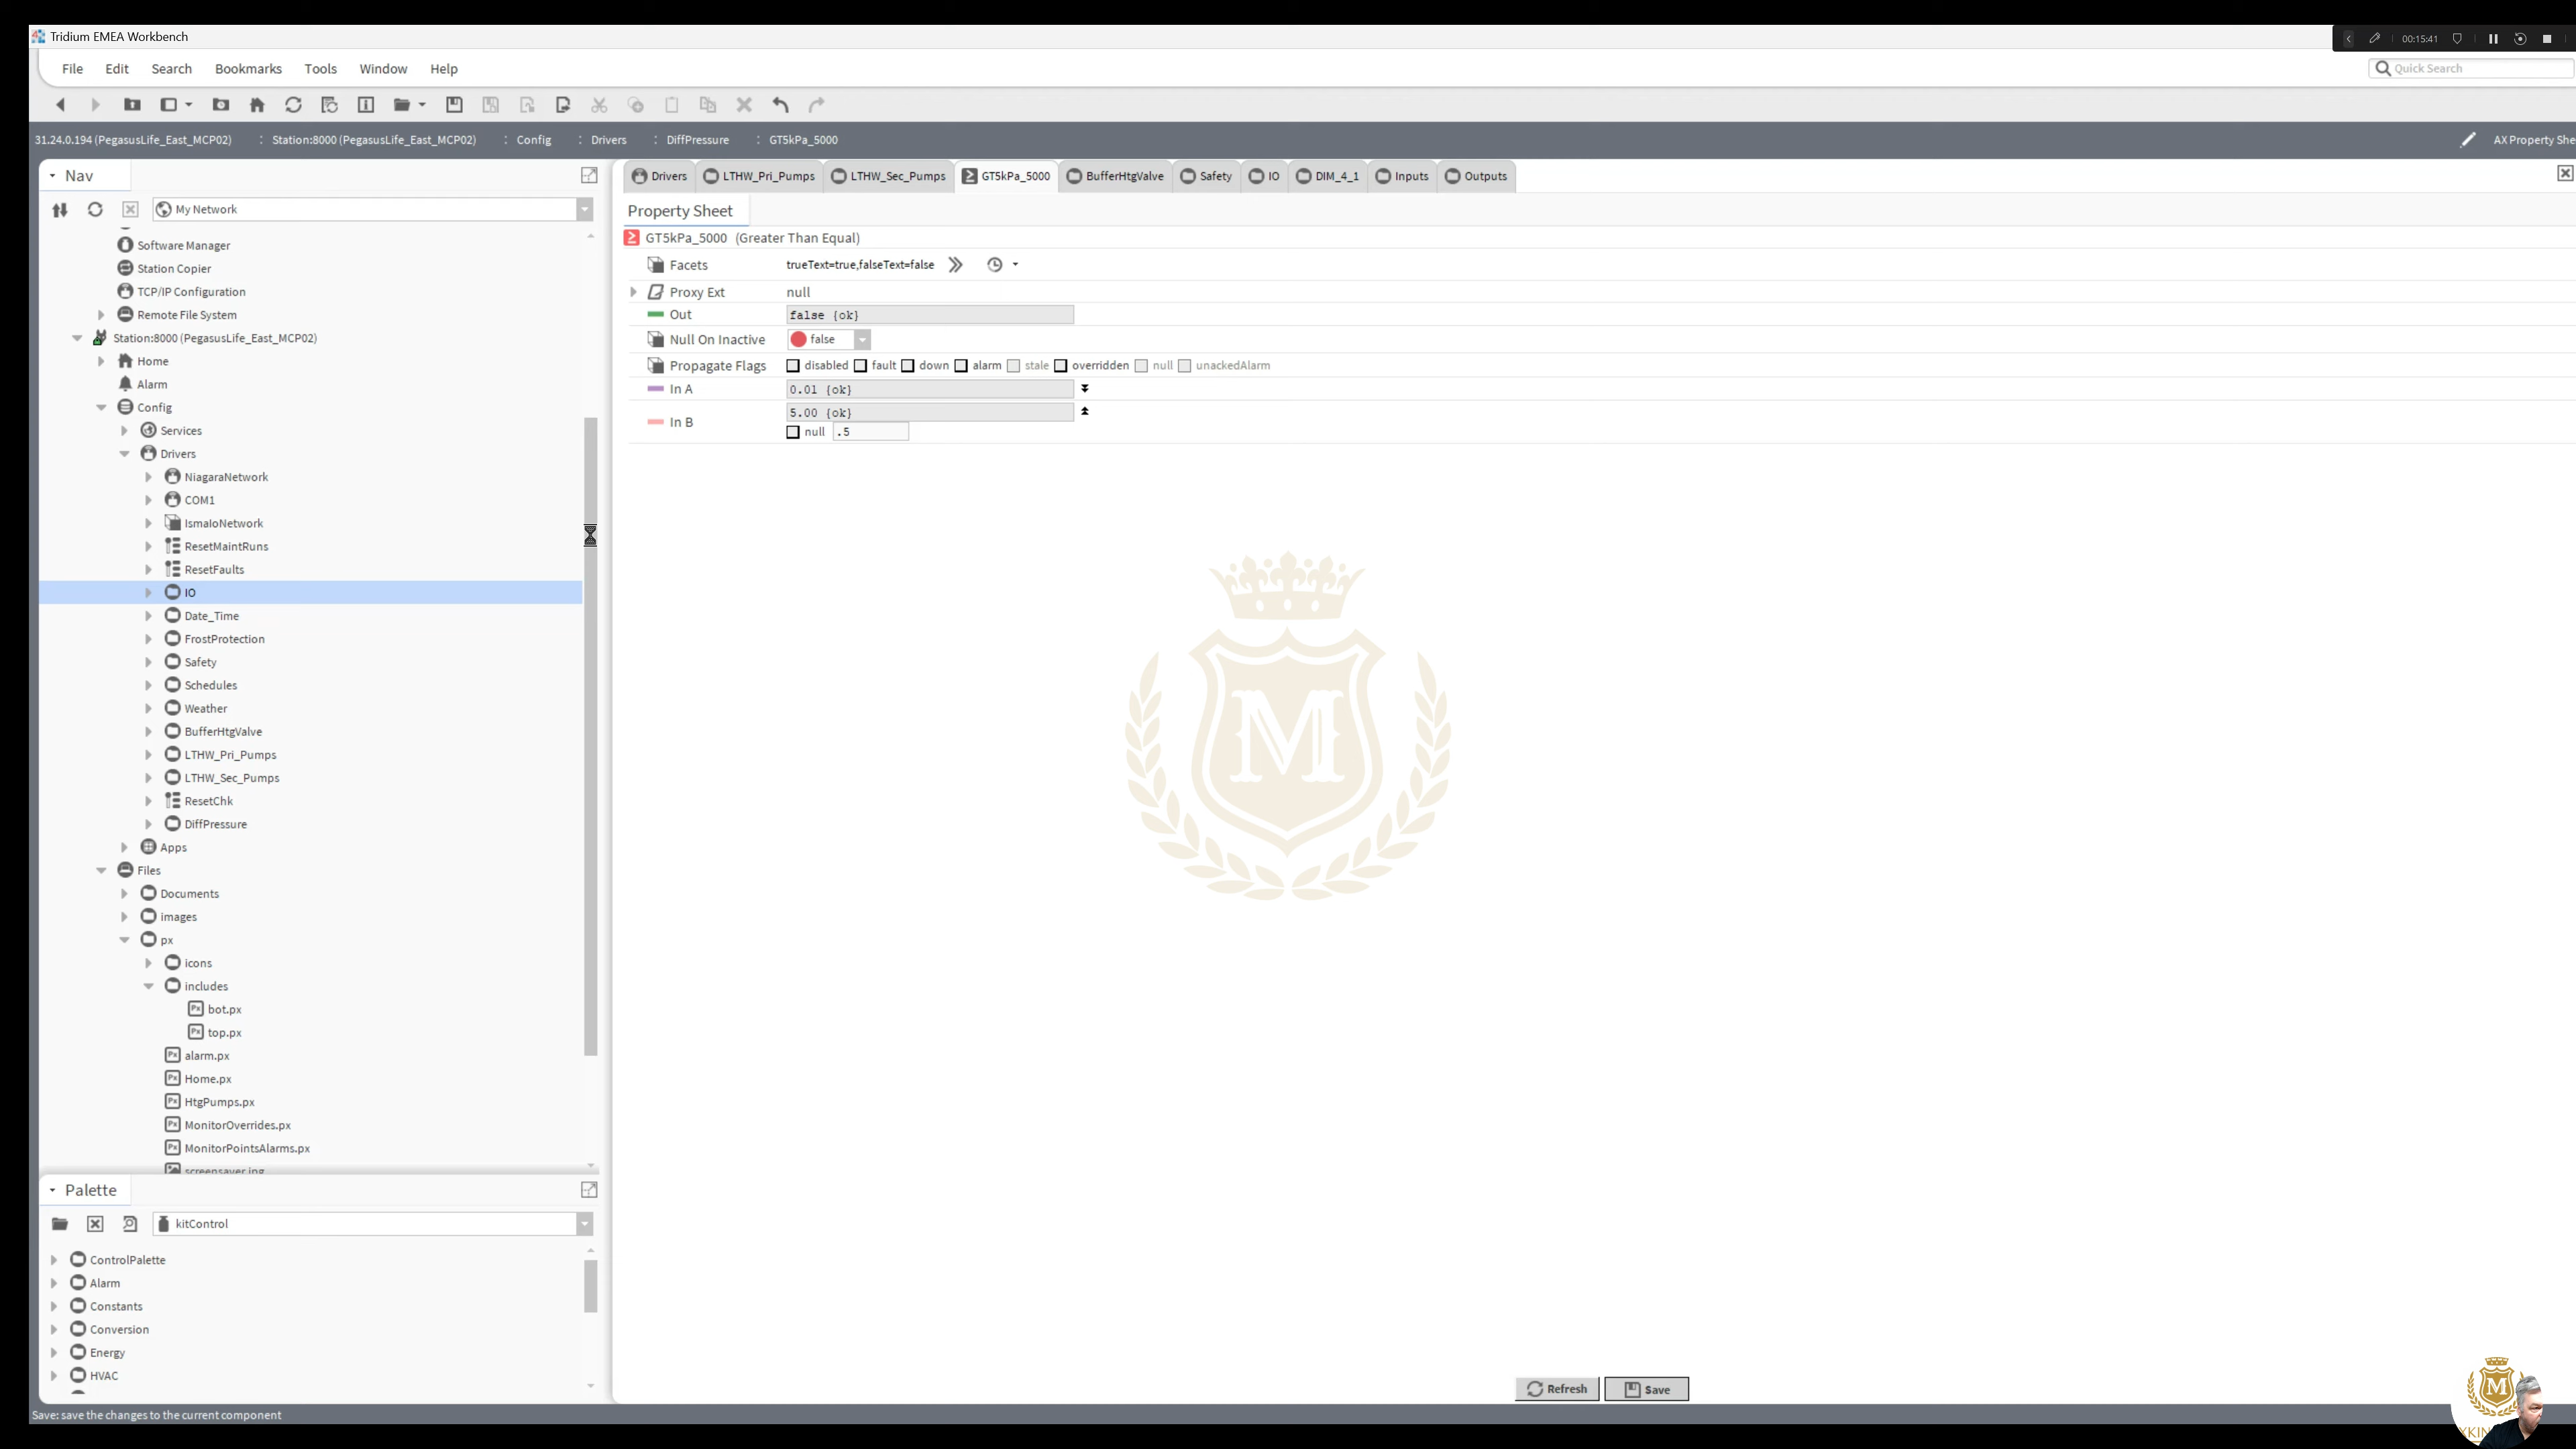 Tridium EMEA Workbench
00:15:41
File Edit Search Bookmarks Tools Window Help
Quick Search
31.24.0.194 (PegasusLife_East_MCP02) : Station:8000 (PegasusLife_East_MCP02) : Config : Drivers : DiffPressure : GT5kPa_5000
AX Property She
Nav
My Network
Software Manager
Station Copier
TCP/IP Configuration
Remote File System
Station:8000 (PegasusLife_East_MCP02)
Home
Alarm
Config
Services
Drivers
NiagaraNetwork
COM1
IsmaIoNetwork
ResetMaintRuns
ResetFaults
IO
Date_Time
FrostProtection
Safety
Schedules
Weather
BufferHtgValve
LTHW_Pri_Pumps
LTHW_Sec_Pumps
ResetChk
DiffPressure
Apps
Files
Documents
images
px
icons
includes
bot.px
top.px
alarm.px
Home.px
HtgPumps.px
MonitorOverrides.px
MonitorPointsAlarms.px
screensaver.jpg
Palette
kitControl
ControlPalette
Alarm
Constants
Conversion
Energy
HVAC
Drivers LTHW_Pri_Pumps LTHW_Sec_Pumps GT5kPa_5000 BufferHtgValve Safety IO DIM_4_1 Inputs Outputs
Property Sheet
GT5kPa_5000 (Greater Than Equal)
Facets trueText=true,falseText=false
Proxy Ext null
Out false {ok}
Null On Inactive false
Propagate Flags disabled fault down alarm stale overridden null unackedAlarm
In A 0.01 {ok}
In B 5.00 {ok}
null .5
M
Refresh Save
Save: save the changes to the current component
M